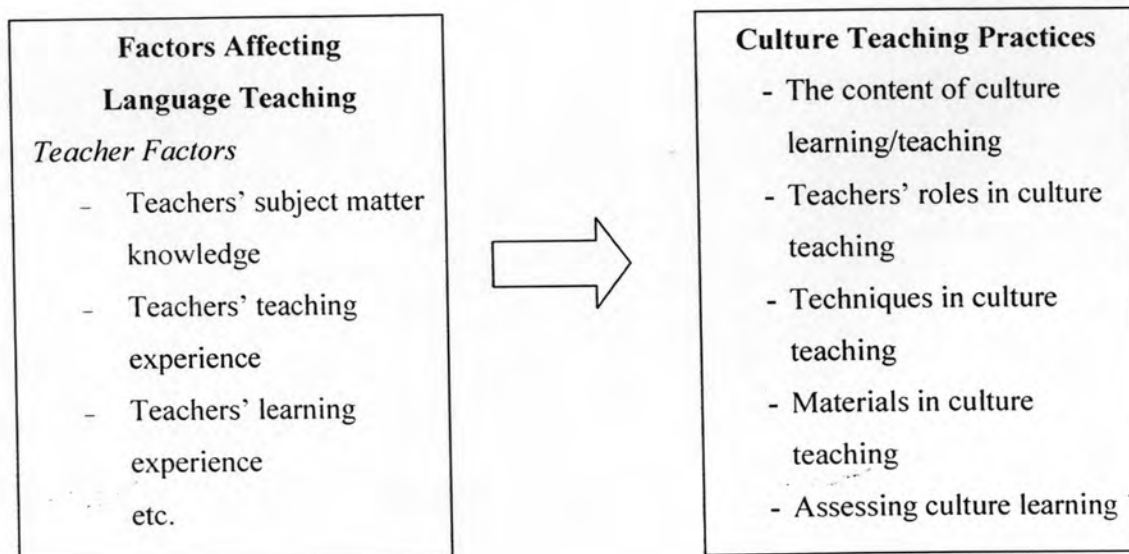 Factors Affecting
Language Teaching
Teacher Factors
- Teachers' subject matter
knowledge
- Teachers' teaching
experience
- Teachers' learning
experience
etc.
Culture Teaching Practices
- The content of culture
learning/teaching
- Teachers' roles in culture
teaching
- Techniques in culture
teaching
- Materials in culture
teaching
- Assessing culture learning